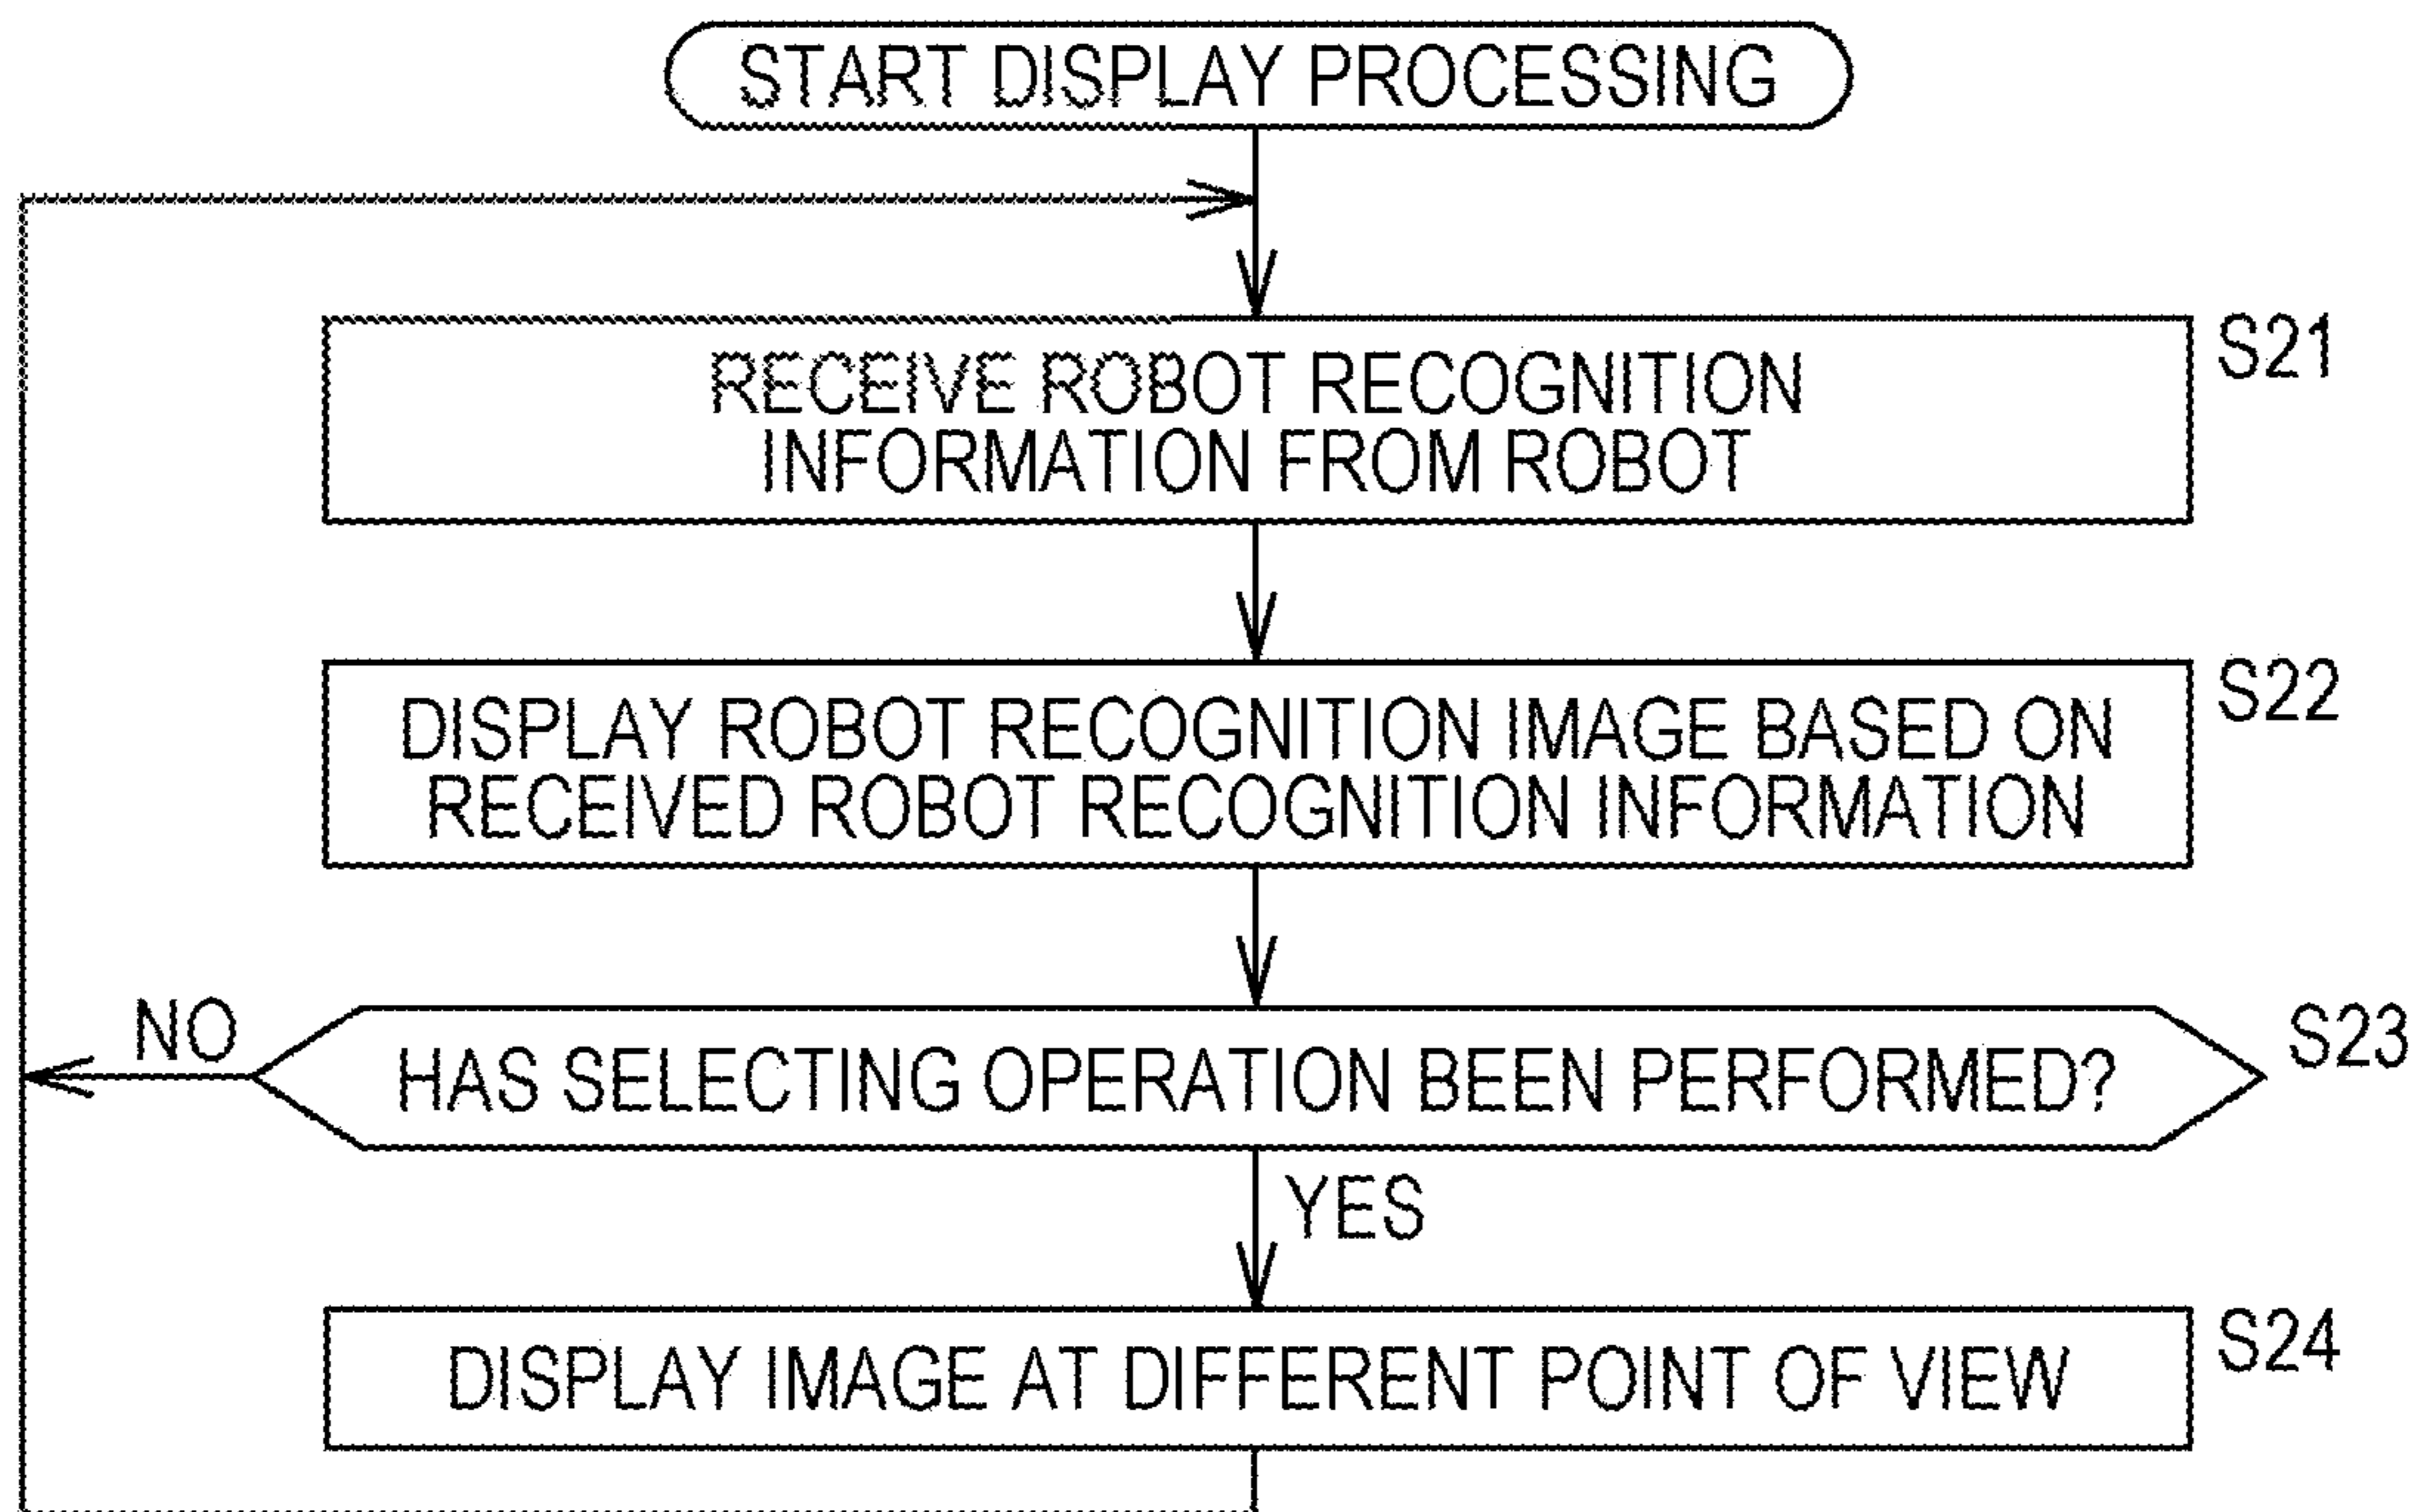 START DISPLAY PROCESSING
S21
RECEIVE ROBOT RECOGNITION
INFORMATION FROM ROBOT
S22
DISPLAY ROBOT RECOGNITION IMAGE BASED ON
RECEIVED ROBOT RECOGNITION INFORMATION
NO
HAS SELECTING OPERATION BEEN PERFORMED?
S23
YES
DISPLAY IMAGE AT DIFFERENT POINT OF VIEW
S24